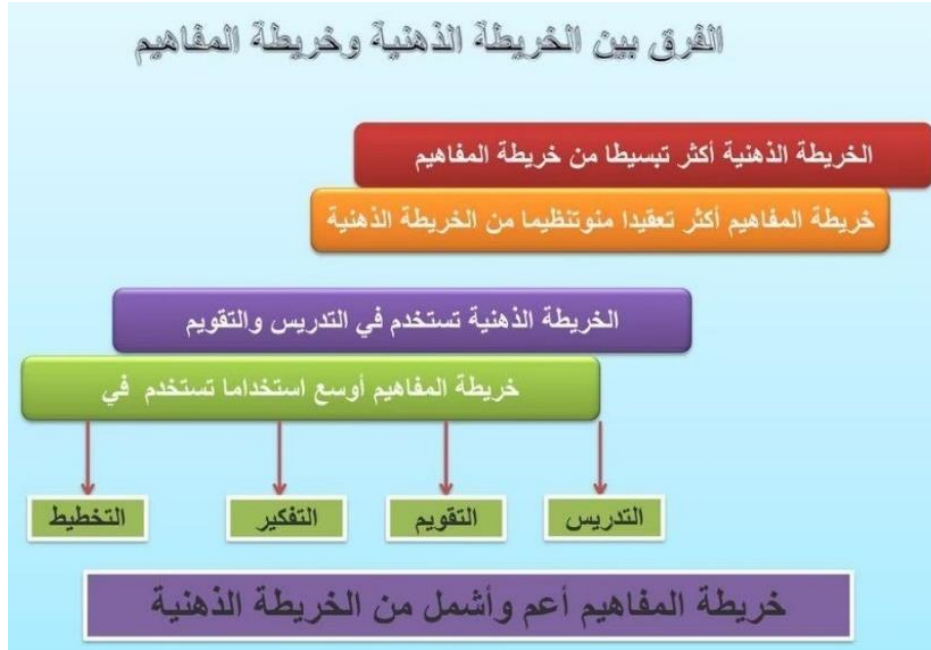 الفرق بين الخريطة الذهنية وخريطة المفاهيم
الخريطة الذهنية أكثر تبسيطا من خريطة المفاهيم
خريطة المفاهيم أكثر تعقيدا منوتنظيما من الخريطة الذهنية
الخريطة الذهنية تستخدم في التدريس والتقويم
خريطة المفاهيم أوسع استخداما تستخدم في
التدريس
التقويم
التفكير
التخطيط
خريطة المفاهيم أعم وأشمل من الخريطة الذهنية